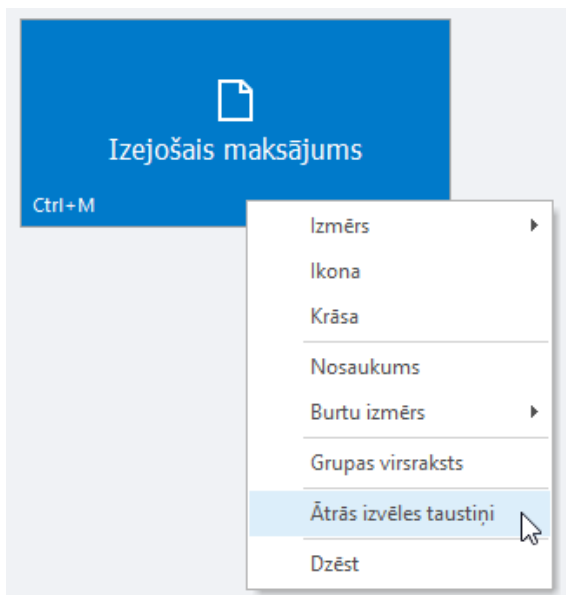 Izejošais maksājums
Ctrl+M
Izmērs
Ikona
Krāsa
Nosaukums
Burtu izmērs
Grupas virsraksts
Ātrās izvēles taustiņi
Dzēst